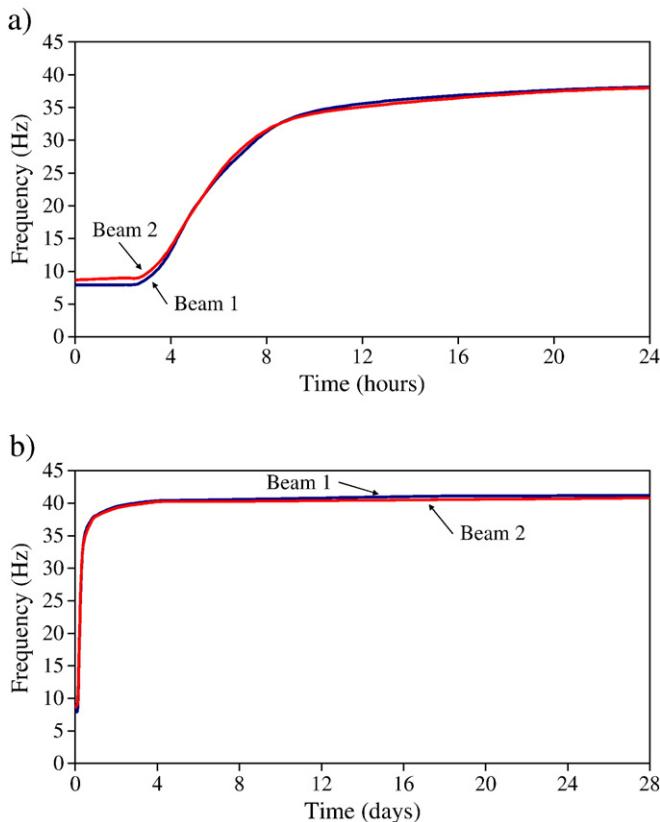 a)
45
40
35
30
25
20
15
10
5
0
Frequency (Hz)
Beam 2
Beam 1
0 4 8 12 16 20 24
Time (hours)
b)
45
40
35
30
25
20
15
10
5
0
Frequency (Hz)
Beam 1
Beam 2
0 4 8 12 16 20 24 28
Time (days)